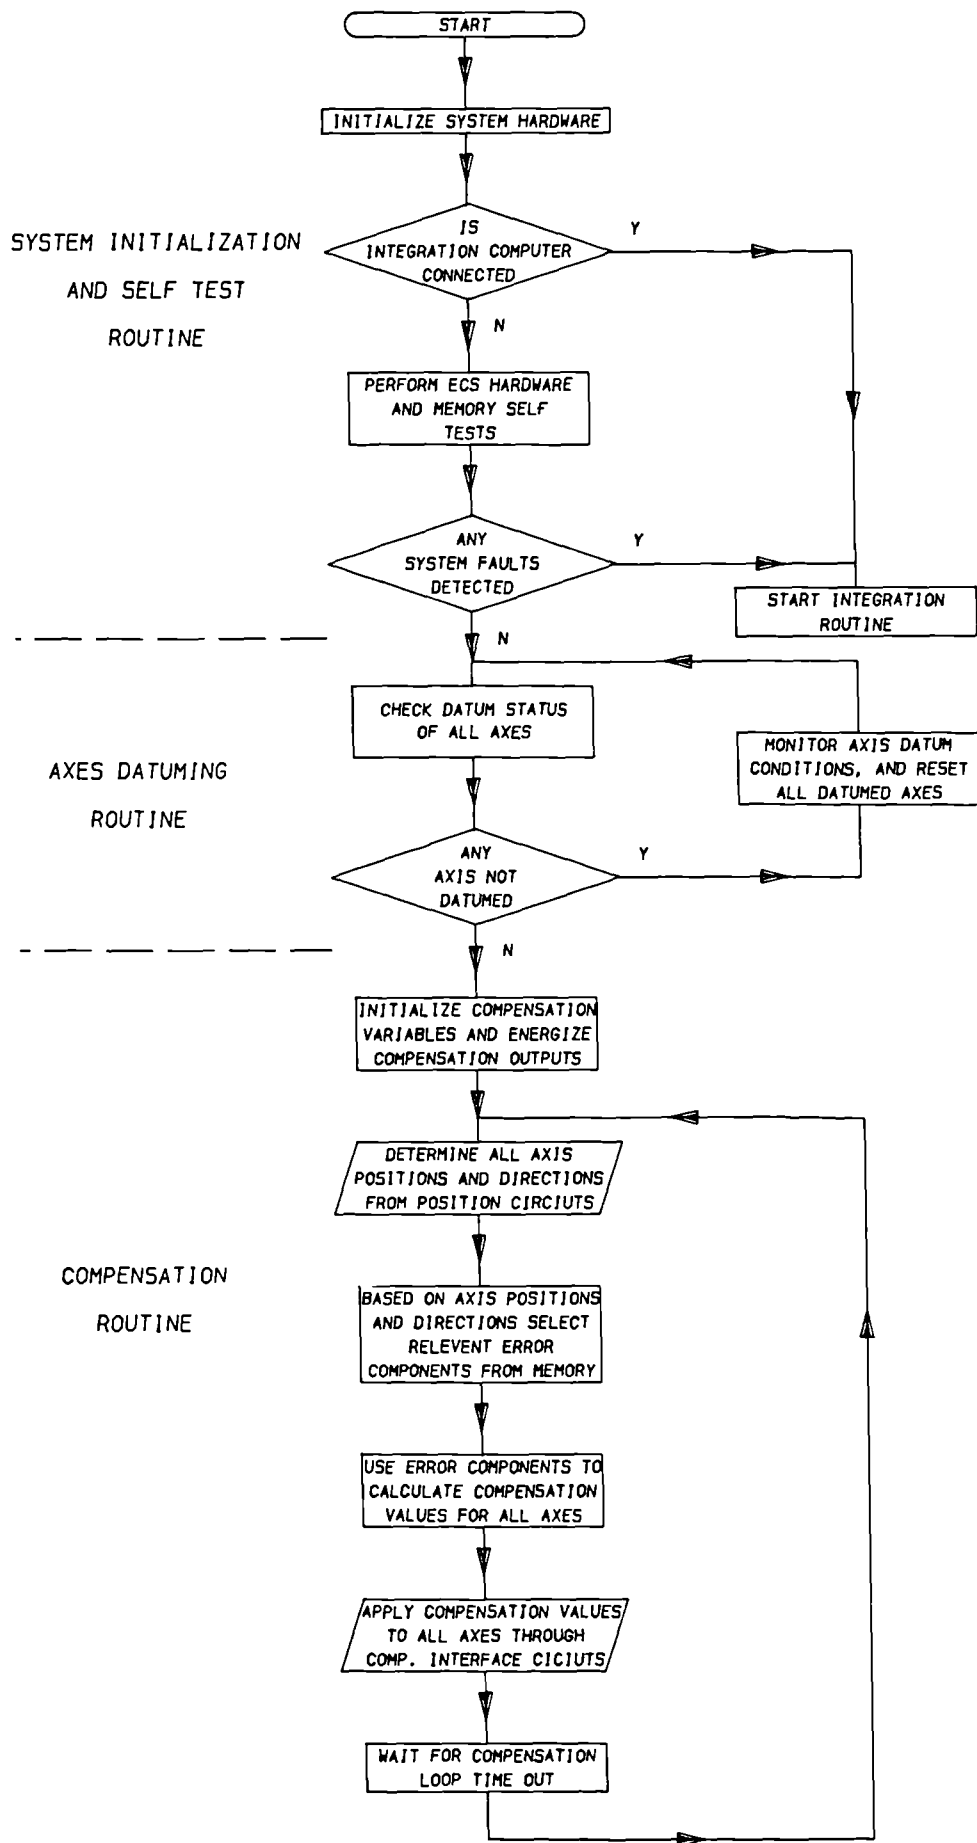 START
INITIALIZE SYSTEM HARDWARE
SYSTEM INITIALIZATION
AND SELF TEST
ROUTINE
IS
INTEGRATION COMPUTER
CONNECTED
Y
N
PERFORM ECS HARDWARE
AND MEMORY SELF
TESTS
ANY
SYSTEM FAULTS
DETECTED
Y
START INTEGRATION
ROUTINE
N
AXES DATUMING
ROUTINE
CHECK DATUM STATUS
OF ALL AXES
MONITOR AXIS DATUM
CONDITIONS, AND RESET
ALL DATUMED AXES
ANY
AXIS NOT
DATUMED
Y
N
INITIALIZE COMPENSATION
VARIABLES AND ENERGIZE
COMPENSATION OUTPUTS
DETERMINE ALL AXIS
POSITIONS AND DIRECTIONS
FROM POSITION CIRCIUTS
COMPENSATION
ROUTINE
BASED ON AXIS POSITIONS
AND DIRECTIONS SELECT
RELEVENT ERROR
COMPONENTS FROM MEMORY
USE ERROR COMPONENTS TO
CALCULATE COMPENSATION
VALUES FOR ALL AXES
APPLY COMPENSATION VALUES
TO ALL AXES THROUGH
COMP. INTERFACE CICIUTS
WAIT FOR COMPENSATION
LOOP TIME OUT